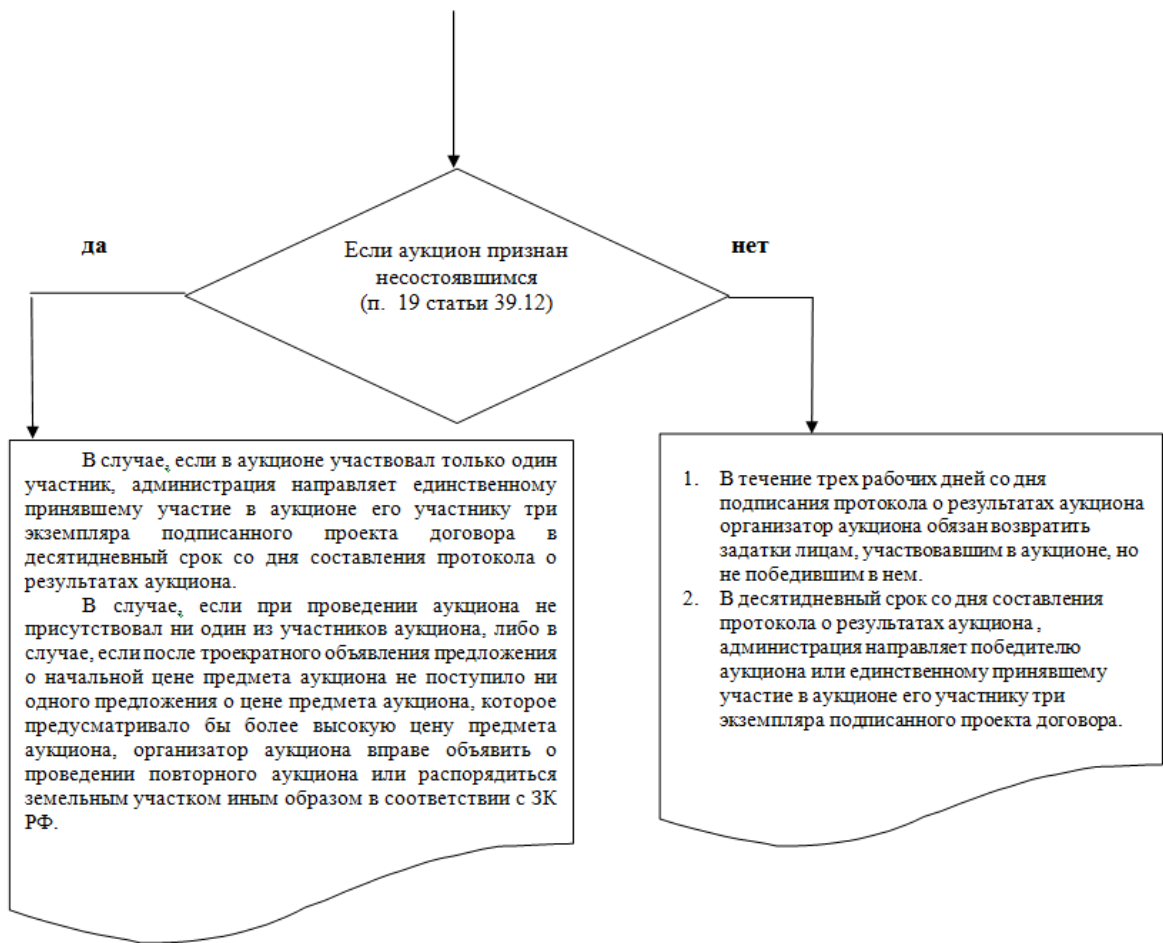 да
Если аукцион признан
несостоявшимся
(п. 19 статьи 39.12)
нет
В случае, если в аукционе участвовал только один
участник, администрация направляет единственному
принявшему участие в аукционе его участнику три
экземпляра подписанного проекта договора в
десятидневный срок со дня составления протокола о
результатах аукциона.
В случае, если при проведении аукциона не
присутствовал ни один из участников аукциона, либо в
случае, если после троекратного объявления предложения
о начальной цене предмета аукциона не поступило ни
одного предложения о цене предмета аукциона, которое
предусматривало бы более высокую цену предмета
аукциона, организатор аукциона вправе объявить о
проведении повторного аукциона или распорядиться
земельным участком иным образом в соответствии с ЗК
РФ.
1. В течение трех рабочих дней со дня
подписания протокола о результатах аукциона
организатор аукциона обязан возвратить
задатки лицам, участвовавшим в аукционе, но
не победившим в нем.
2. В десятидневный срок со дня составления
протокола о результатах аукциона ,
администрация направляет победителю
аукциона или единственному принявшему
участие в аукционе его участнику три
экземпляра подписанного проекта договора.